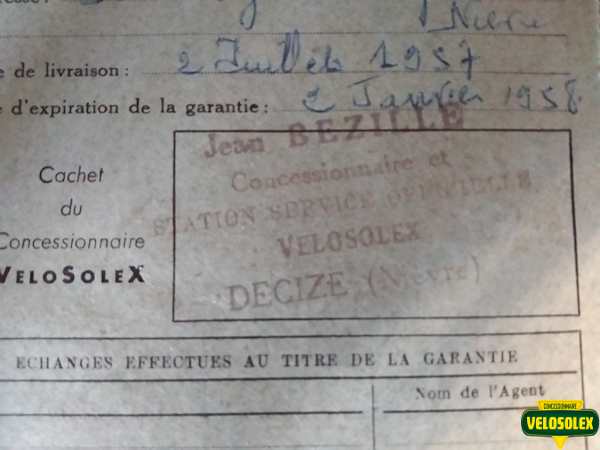 Nièvre
de livraison : 2 Juillet 1957
d'expiration de la garantie : 2 Janvier 1958.
Jean BEZILLE
Concessionnaire et
STATION SERVICE OFFICIELLE
VELOSOLEX
DECIZE (Nièvre)
Cachet
du
Concessionnaire
VELOSOLEX
ECHANGES EFFECTUES AU TITRE DE LA GARANTIE
Nom de l'Agent
CONCESSIONNAIRE
VELOSOLEX